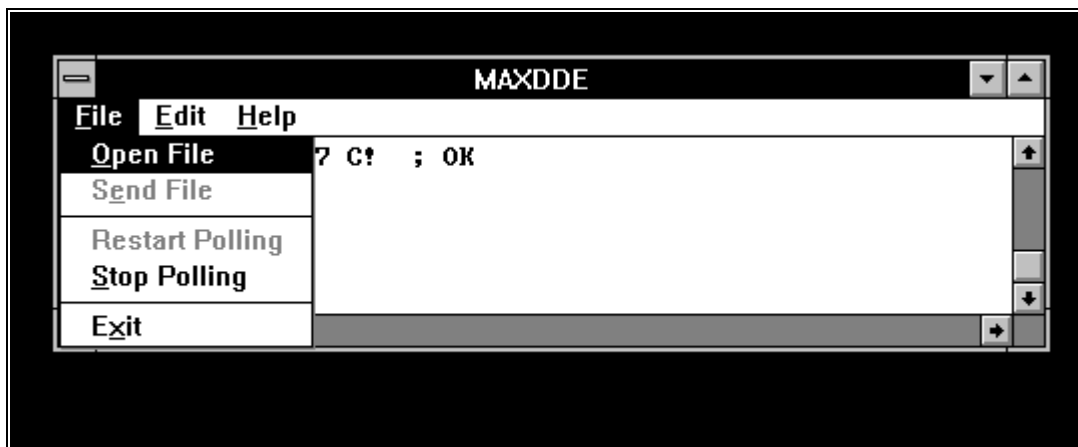 MAXDDE
File Edit Help
Open File
7 C! ; OK
Send File
Restart Polling
Stop Polling
Exit